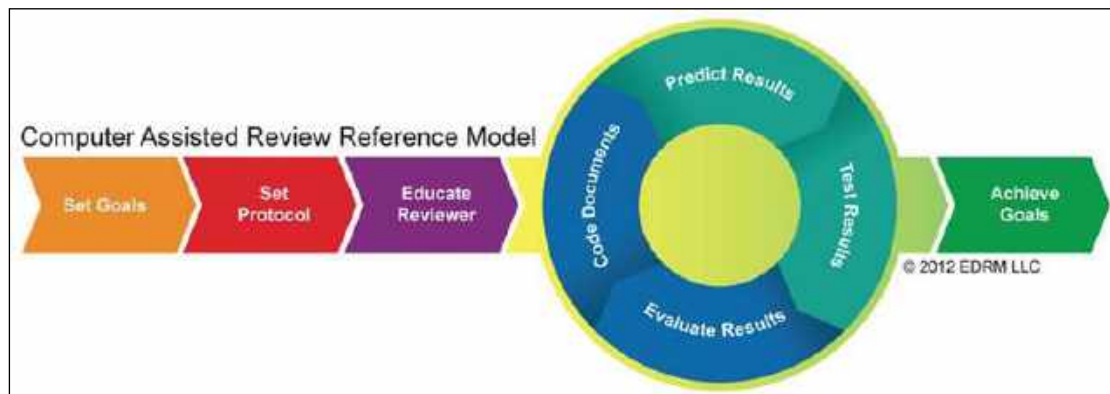 Computer Assisted Review Reference Model
Set Goals
Set
Protocol
Educate
Reviewer
Code Documents
Predict Results
Test Results
Evaluate Results
Achieve
Goals
© 2012 EDRM LLC